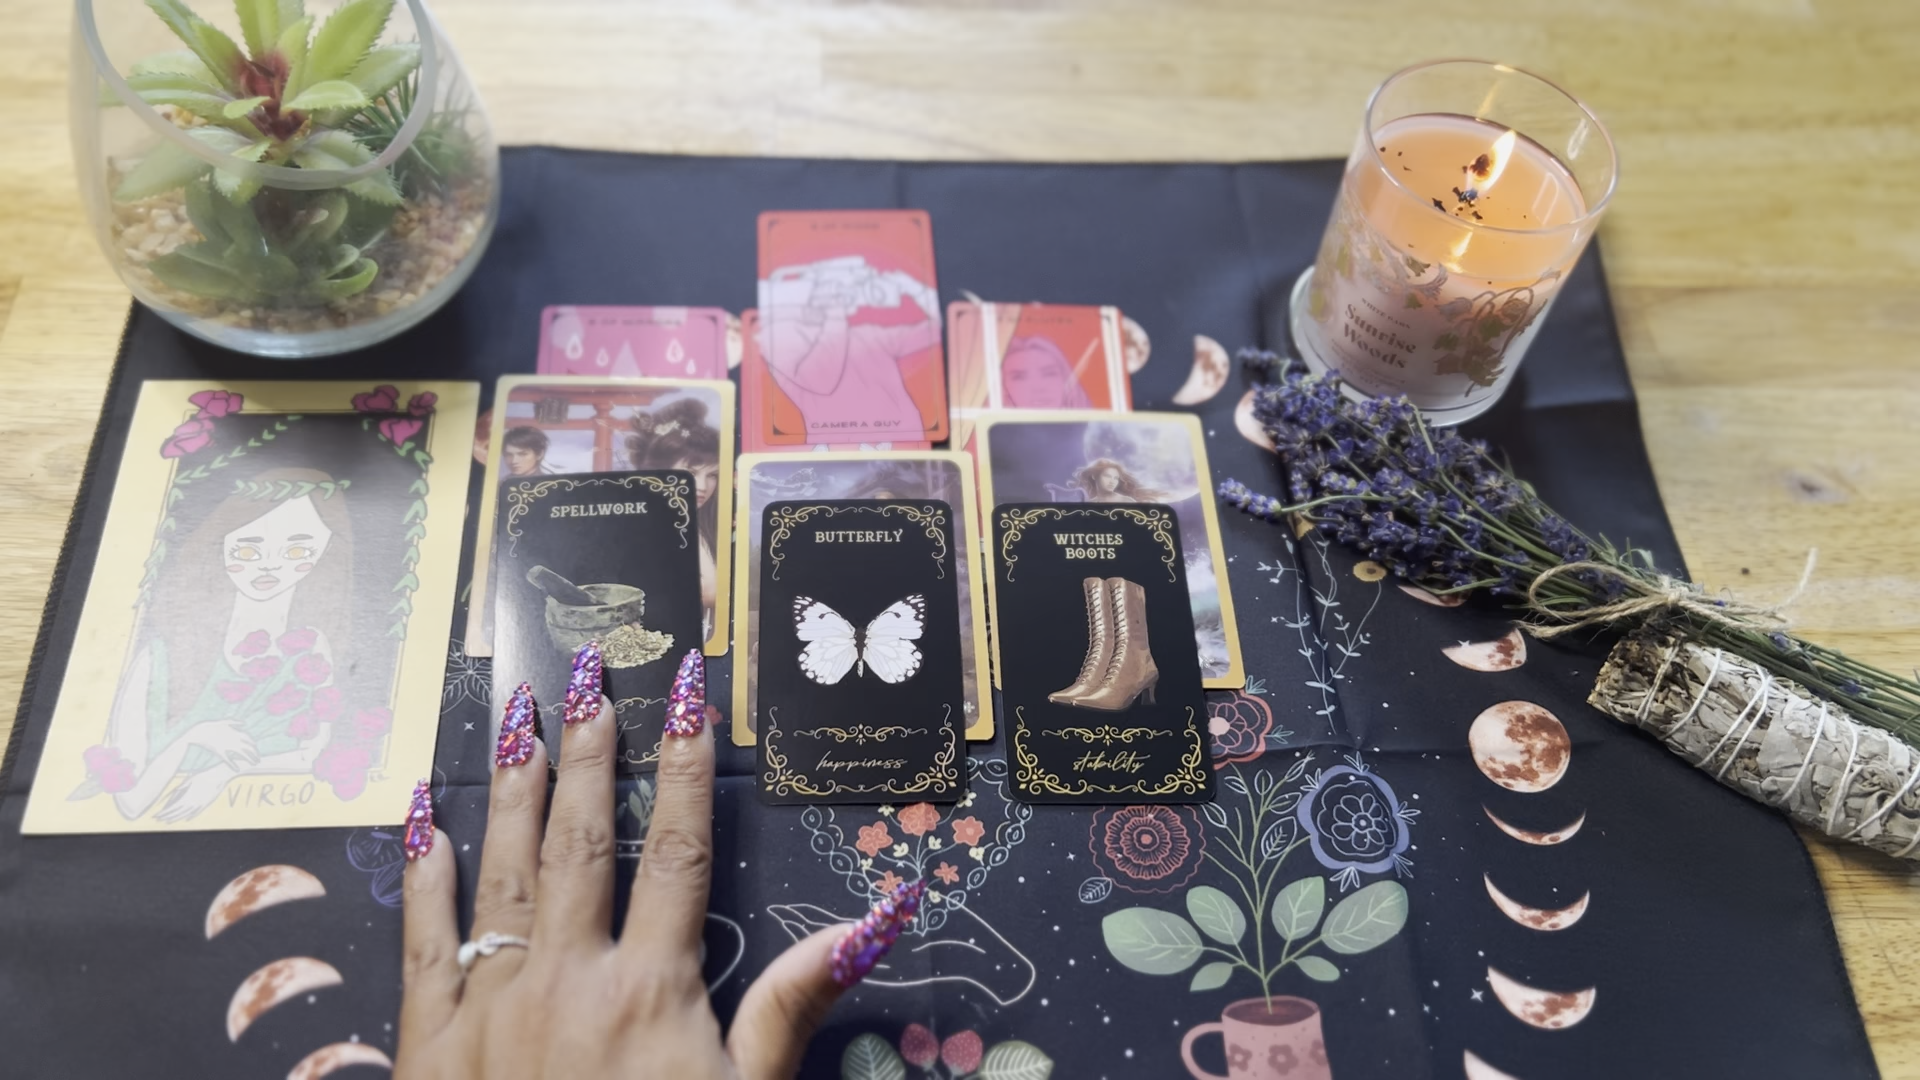 CAMERA GUY
SPELLWORK
BUTTERFLY
WITCHES
BOOTS
happiness
stability
VIRGO
Sunrise
Woods